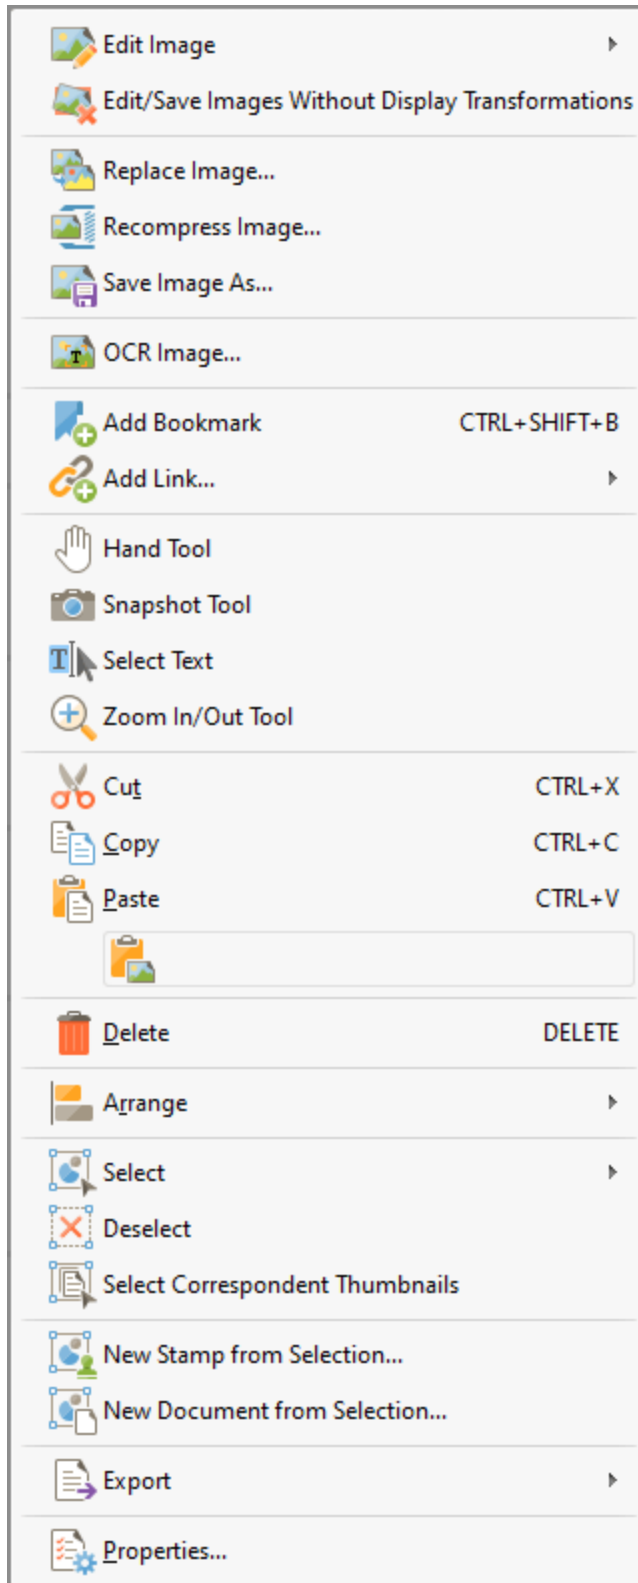 Edit Image
Edit/Save Images Without Display Transformations
Replace Image...
Recompress Image...
Save Image As...
OCR Image...
Add Bookmark CTRL+SHIFT+B
Add Link...
Hand Tool
Snapshot Tool
Select Text
Zoom In/Out Tool
Cut CTRL+X
Copy CTRL+C
Paste CTRL+V
Delete DELETE
Arrange
Select
Deselect
Select Correspondent Thumbnails
New Stamp from Selection...
New Document from Selection...
Export
Properties...